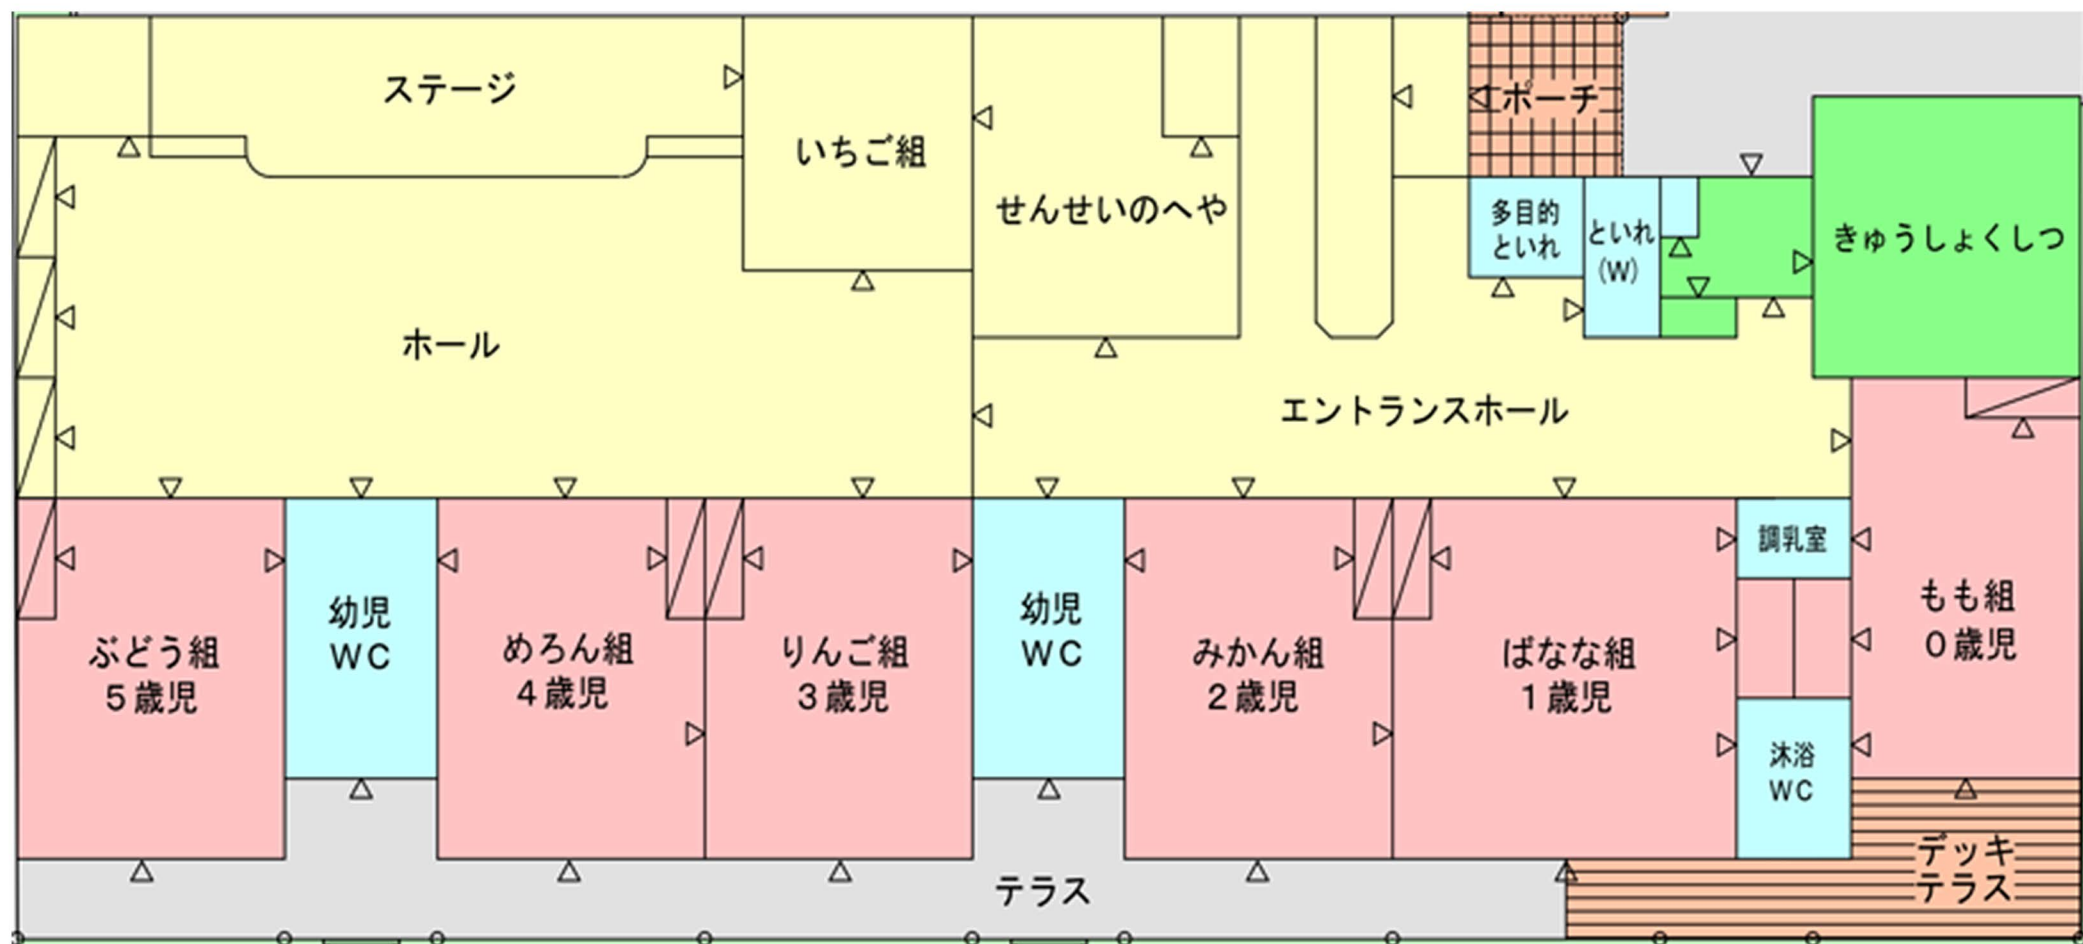 ステージ
いちご組
せんせいのへや
ポーチ
多目的
といれ
といれ
(W)
きゅうしょくしつ
ホール
エントランスホール
ぶどう組
5歳児
幼児
WC
めろん組
4歳児
りんご組
3歳児
幼児
WC
みかん組
2歳児
ばなな組
1歳児
調乳室
沐浴
WC
もも組
0歳児
テラス
デッキ
テラス